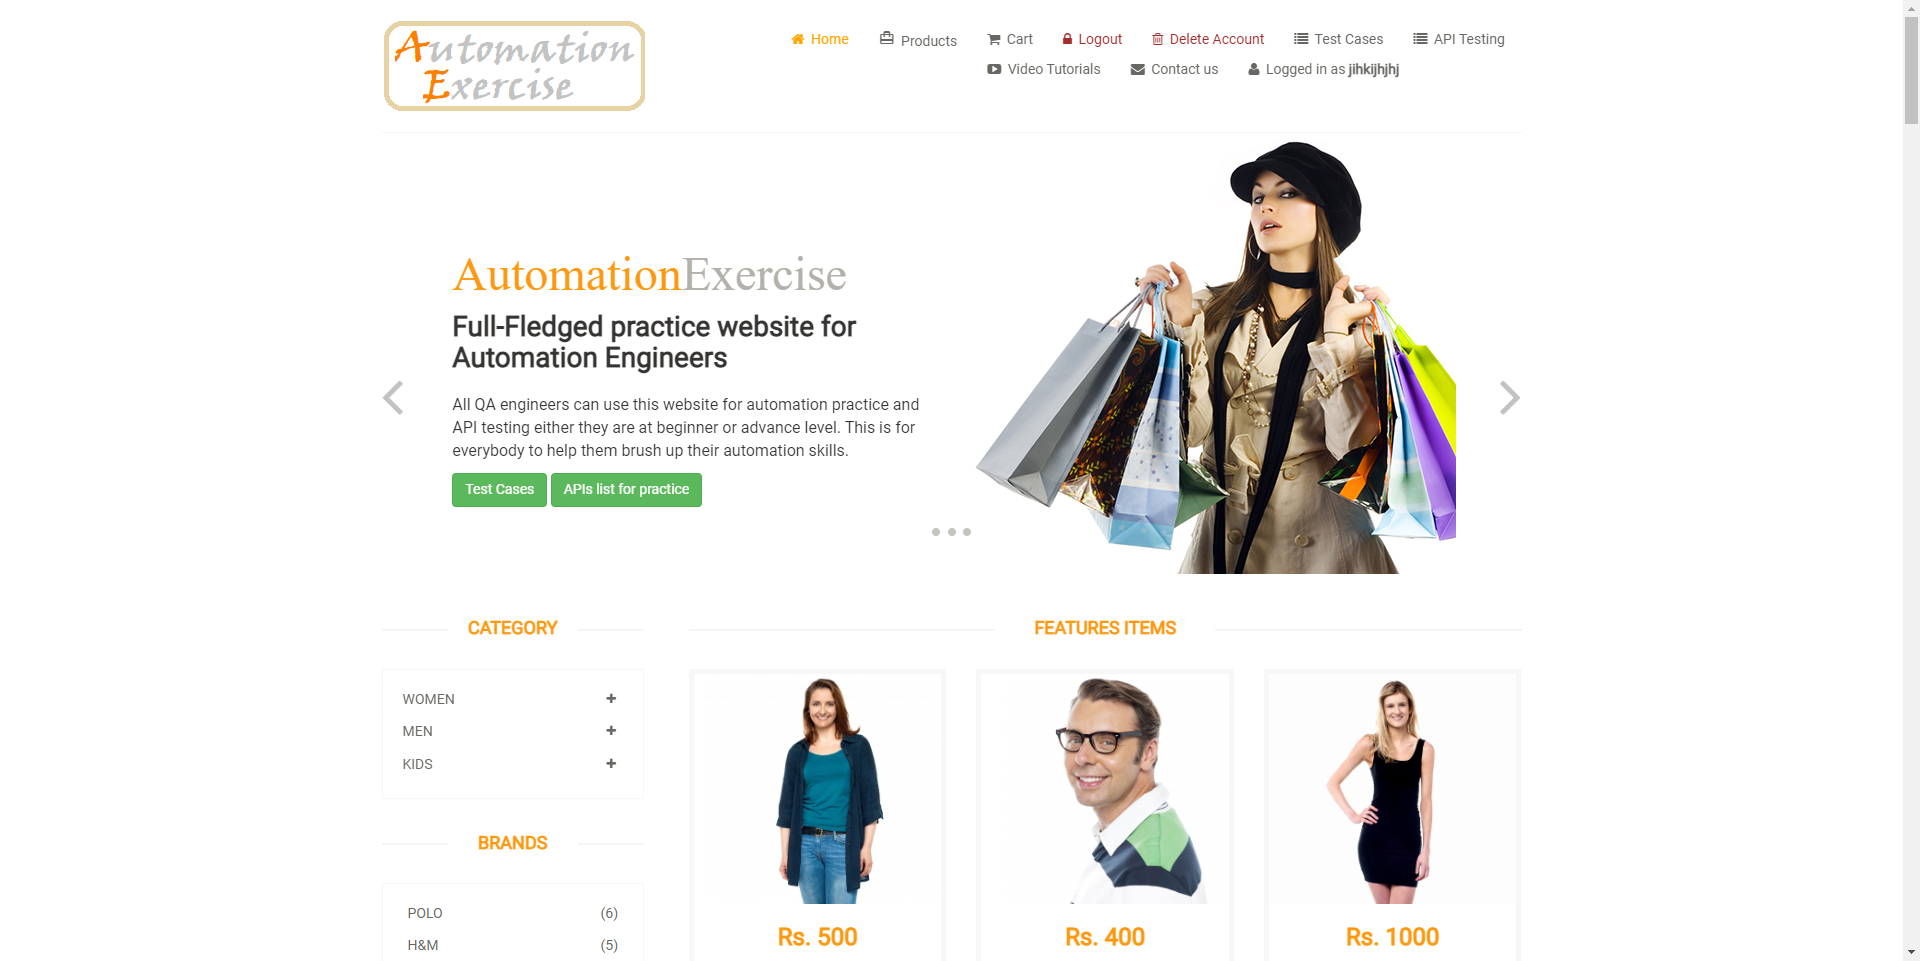 Automation
Exercise
Home Products Cart Logout Delete Account Test Cases API Testing
Video Tutorials Contact us Logged in as jihkijhjhj
AutomationExercise
Full-Fledged practice website for
Automation Engineers
All QA engineers can use this website for automation practice and
API testing either they are at beginner or advance level. This is for
everybody to help them brush up their automation skills.
Test Cases APIs list for practice
CATEGORY
WOMEN
MEN
KIDS
BRANDS
POLO (6)
H&M (5)
FEATURES ITEMS
Rs. 500 Rs. 400 Rs. 1000